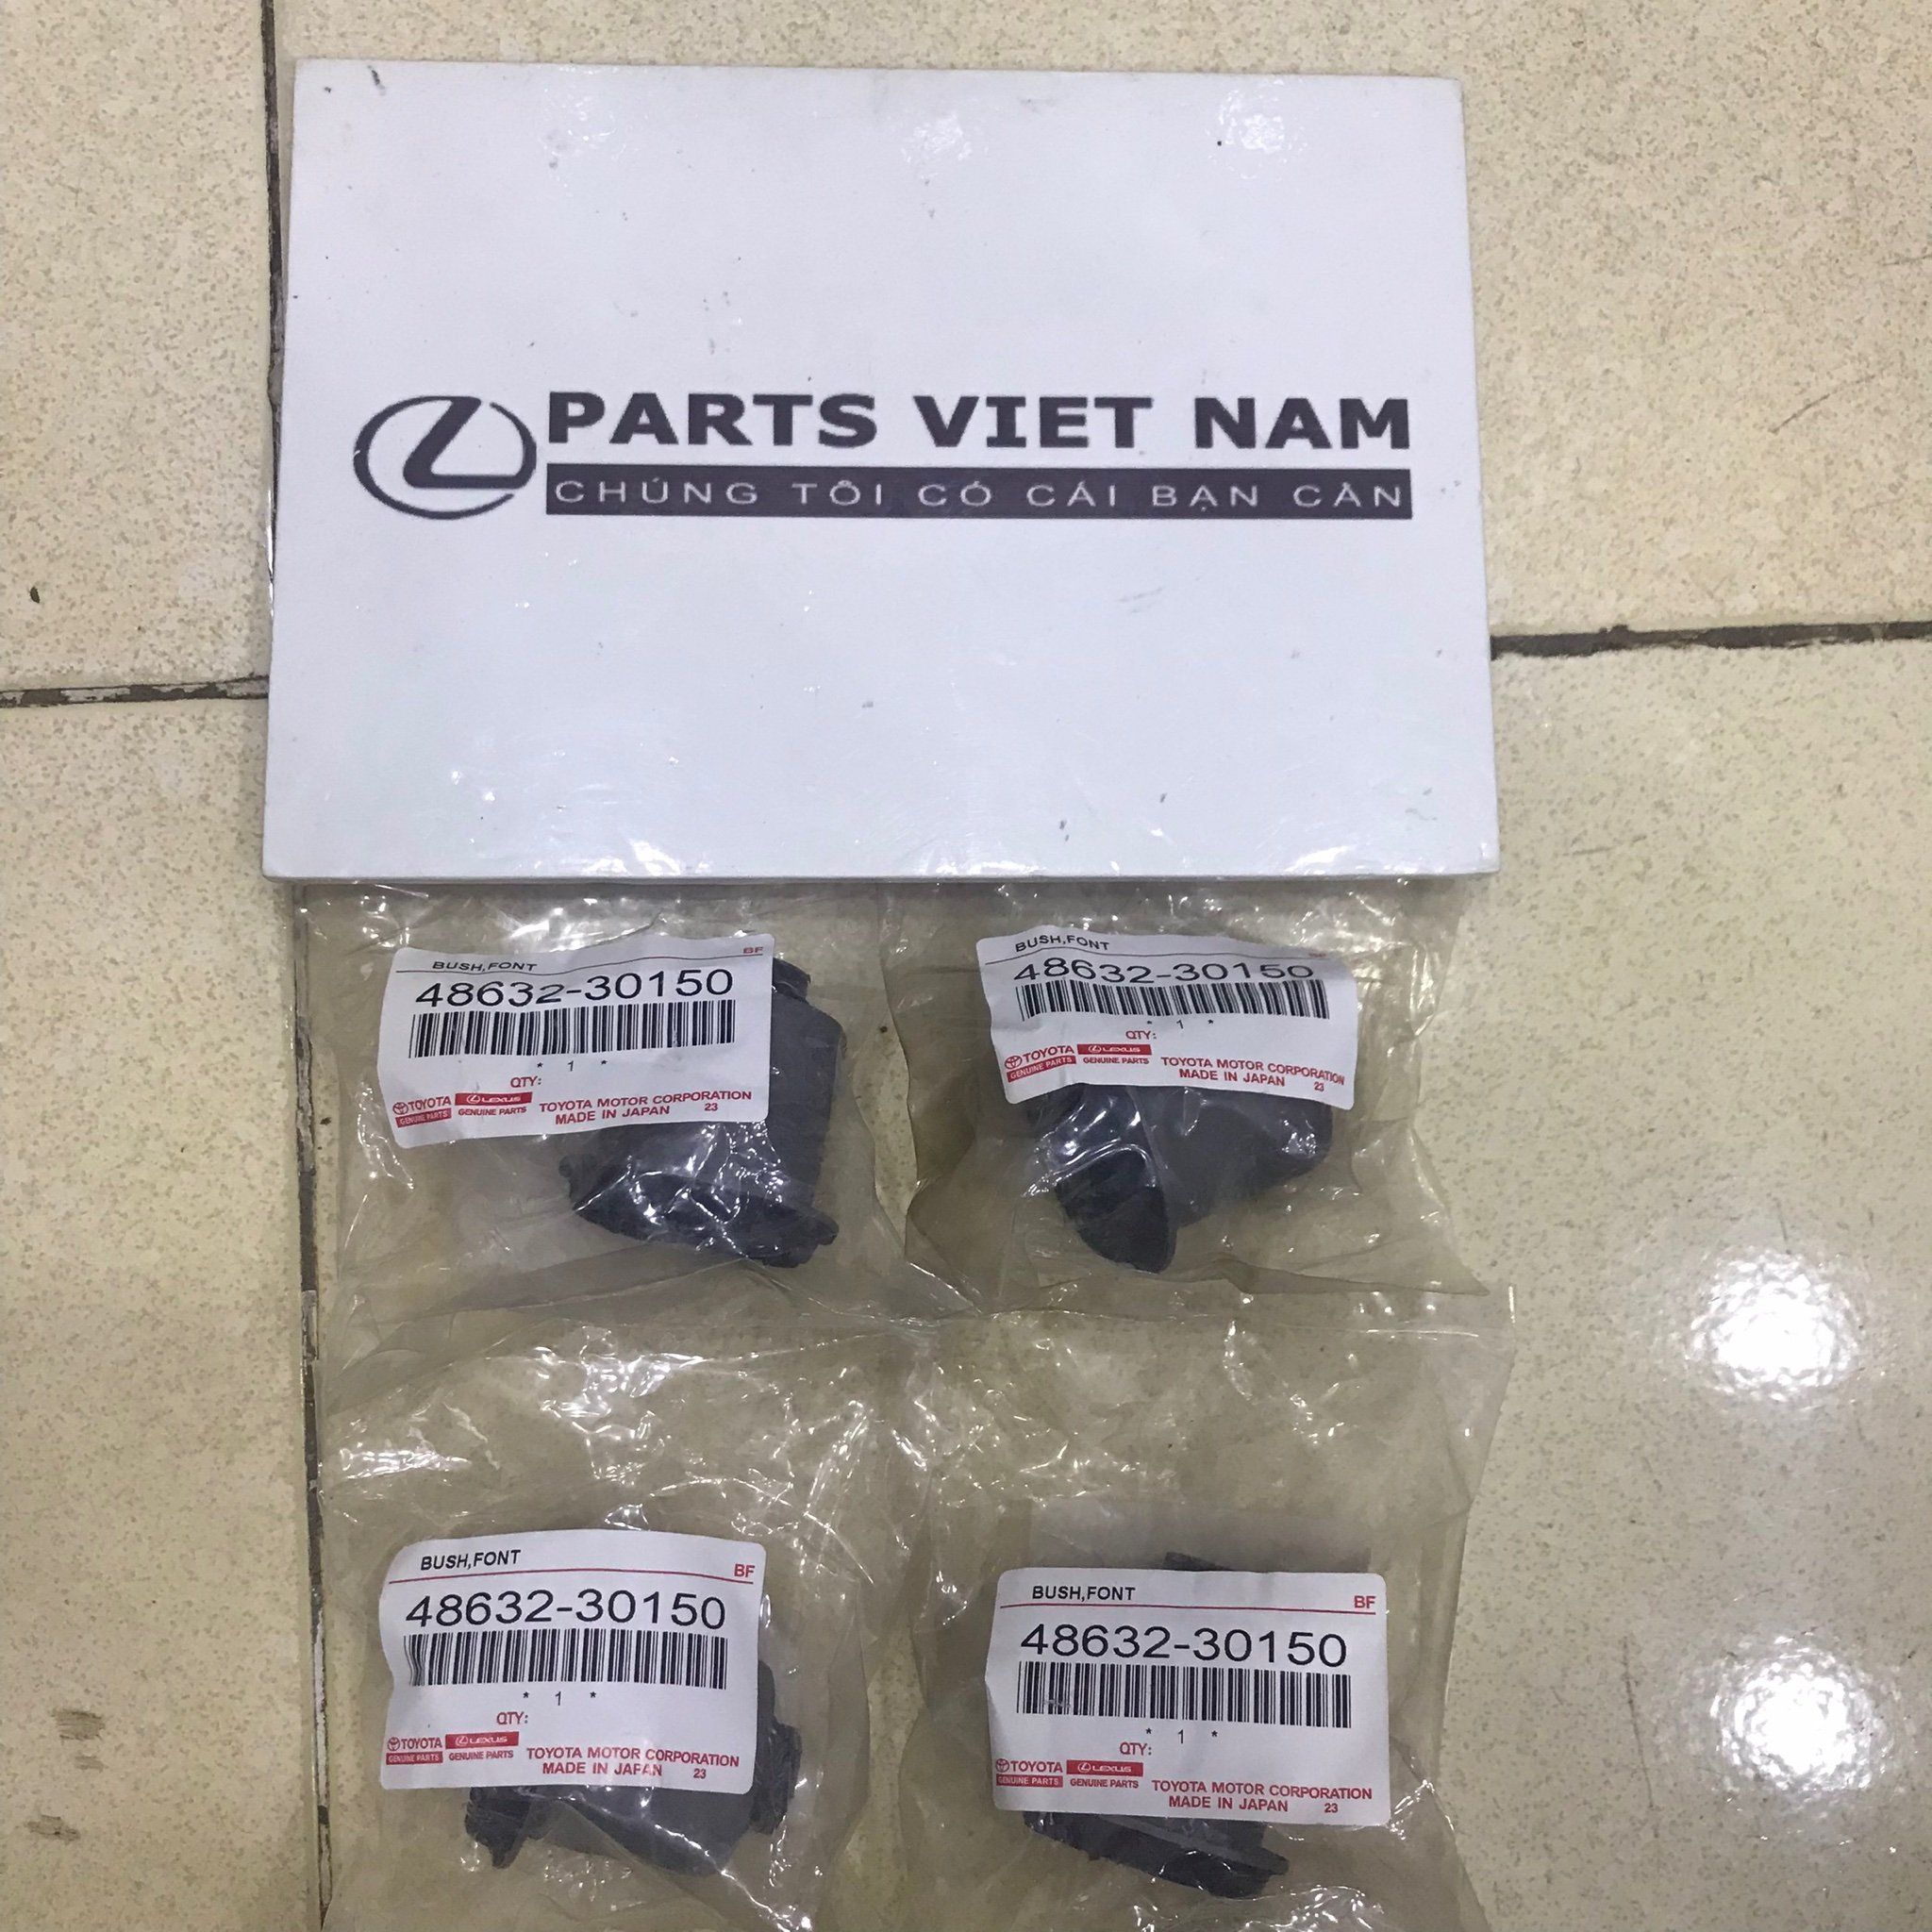 PARTS VIET NAM
CHÚNG TÔI CÓ CÁI BẠN CẦN
BUSH,FONT
BF
48632-30150
* 1 *
QTY:
TOYOTA
GENUINE PARTS
LEXUS
GENUINE PARTS
TOYOTA MOTOR CORPORATION
MADE IN JAPAN 23
BUSH,FONT
48632-30150
* 1 *
QTY:
TOYOTA
GENUINE PARTS
LEXUS
GENUINE PARTS
TOYOTA MOTOR CORPORATION
MADE IN JAPAN 23
BUSH,FONT
BF
48632-30150
* 1 *
QTY:
TOYOTA
GENUINE PARTS
LEXUS
GENUINE PARTS
TOYOTA MOTOR CORPORATION
MADE IN JAPAN 23
BUSH,FONT
BF
48632-30150
* 1 *
QTY:
TOYOTA
GENUINE PARTS
LEXUS
GENUINE PARTS
TOYOTA MOTOR CORPORATION
MADE IN JAPAN 23